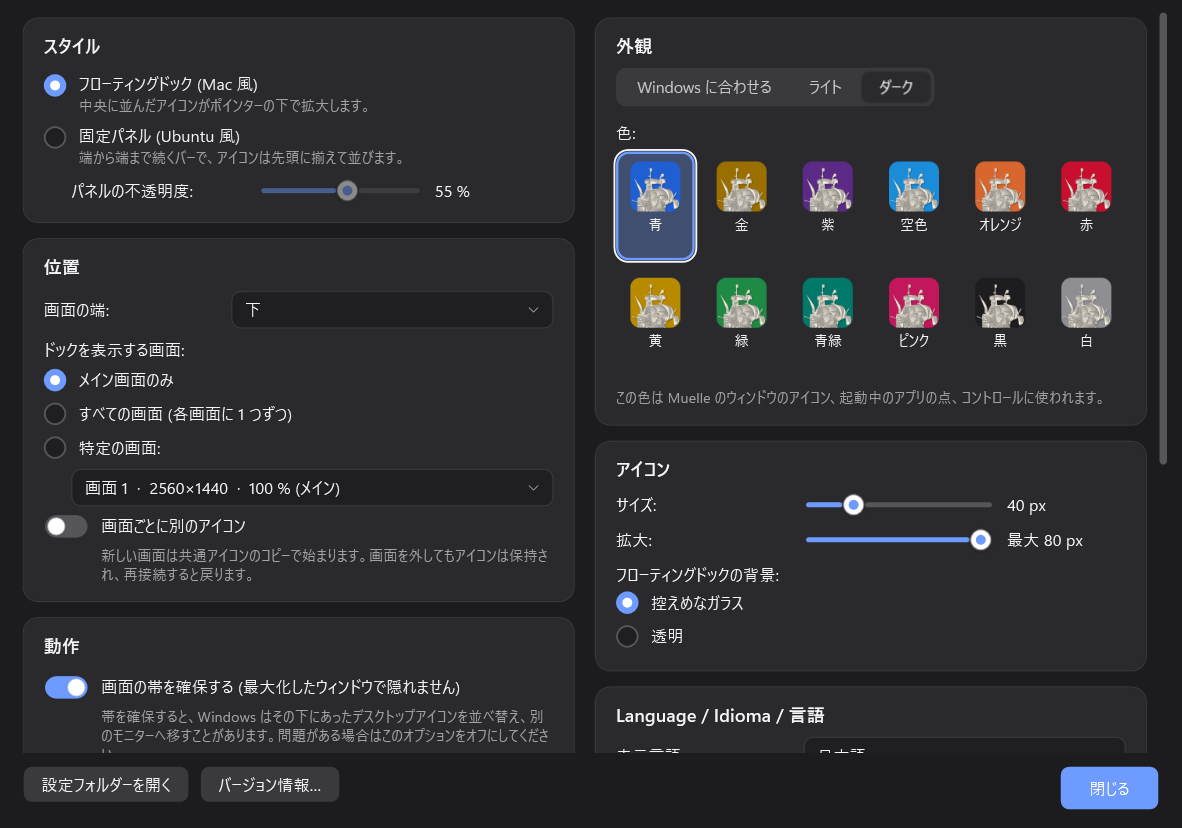 スタイル
フローティングドック (Mac 風)
中央に並んだアイコンがポインターの下で拡大します。
固定パネル (Ubuntu 風)
端から端まで続くバーで、アイコンは先頭に揃えて並びます。
パネルの不透明度:
55 %
位置
画面の端:
下
ドックを表示する画面:
メイン画面のみ
すべての画面 (各画面に 1 つずつ)
特定の画面:
画面 1 · 2560×1440 · 100 % (メイン)
画面ごとに別のアイコン
新しい画面は共通アイコンのコピーで始まります。画面を外してもアイコンは保持さ
れ、再接続すると戻ります。
動作
画面の帯を確保する (最大化したウィンドウで隠れません)
帯を確保すると、Windows はその下にあったデスクトップアイコンを並べ替え、別
のモニターへ移すことがあります。問題がある場合はこのオプションをオフにしてくださ
外観
Windows に合わせる
ライト
ダーク
色:
青
金
紫
空色
オレンジ
赤
黄
緑
青緑
ピンク
黒
白
この色は Muelle のウィンドウのアイコン、起動中のアプリの点、コントロールに使われます。
アイコン
サイズ:
40 px
拡大:
最大 80 px
フローティングドックの背景:
控えめなガラス
透明
Language / Idioma / 言語
設定フォルダーを開く
バージョン情報...
閉じる